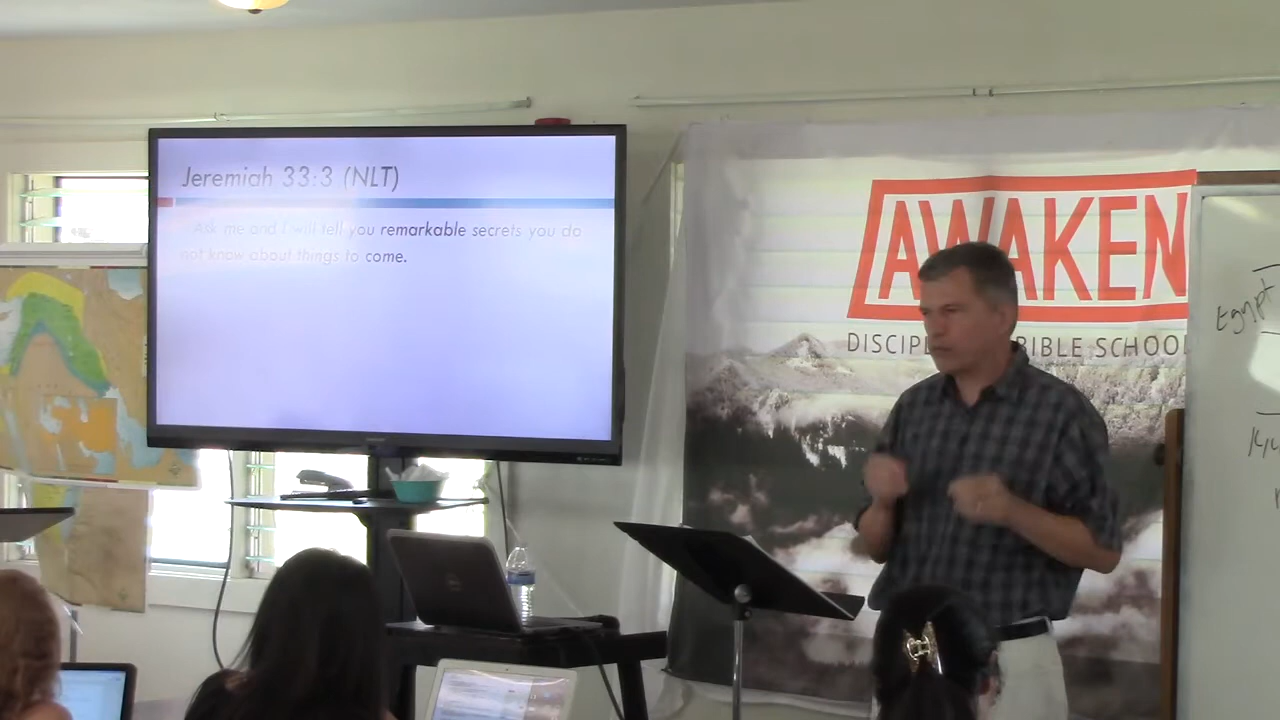 Jeremiah 33:3 (NLT)
Ask me and I will tell you remarkable secrets you do
not know about things to come.
AWAKEN
BIBLE SCHOOL
Egypt